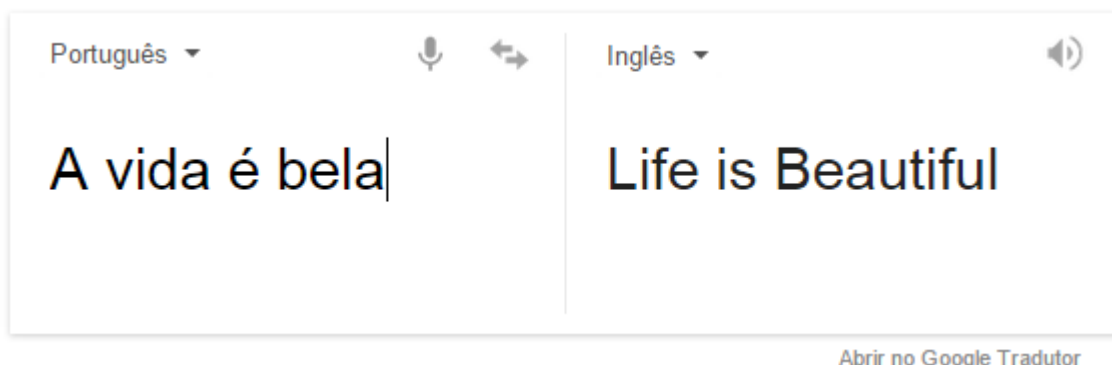 Português
Inglês
A vida é bela
Life is Beautiful
Abrir no Google Tradutor